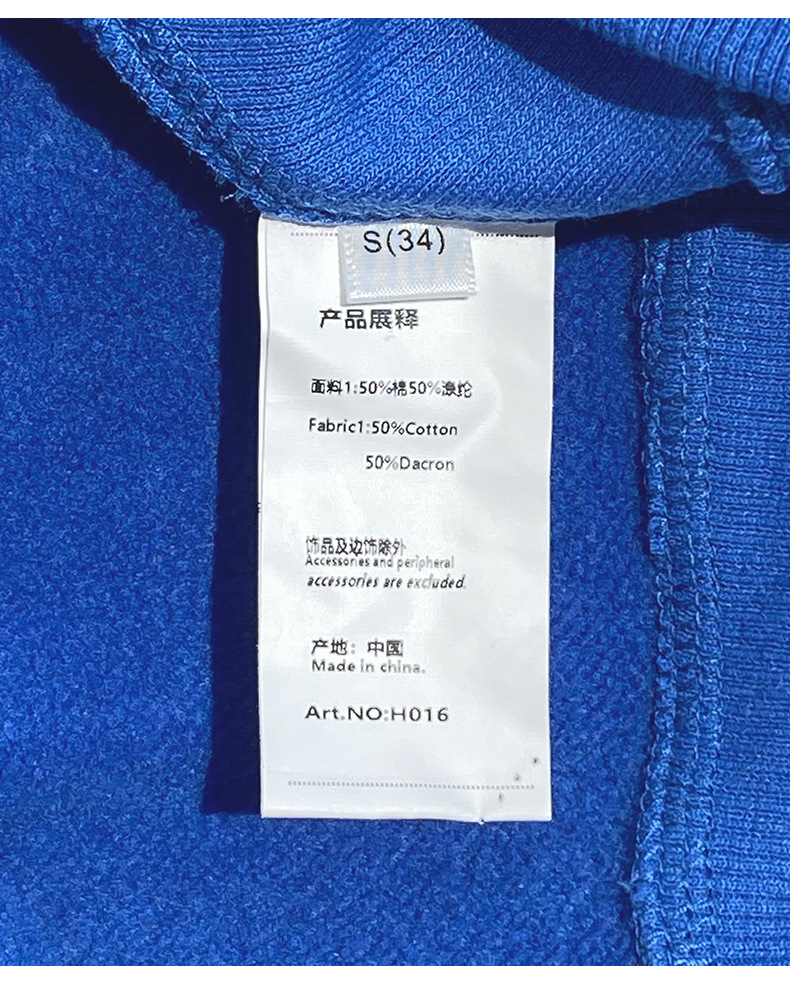 S(34)
产品展释
面料1:50%棉50%涤纶
Fabric1:50%Cotton
50%Dacron
饰品及边饰除外
Accessories and peripheral
accessories are excluded.
产地：中国
Made in china.
Art.NO:H016